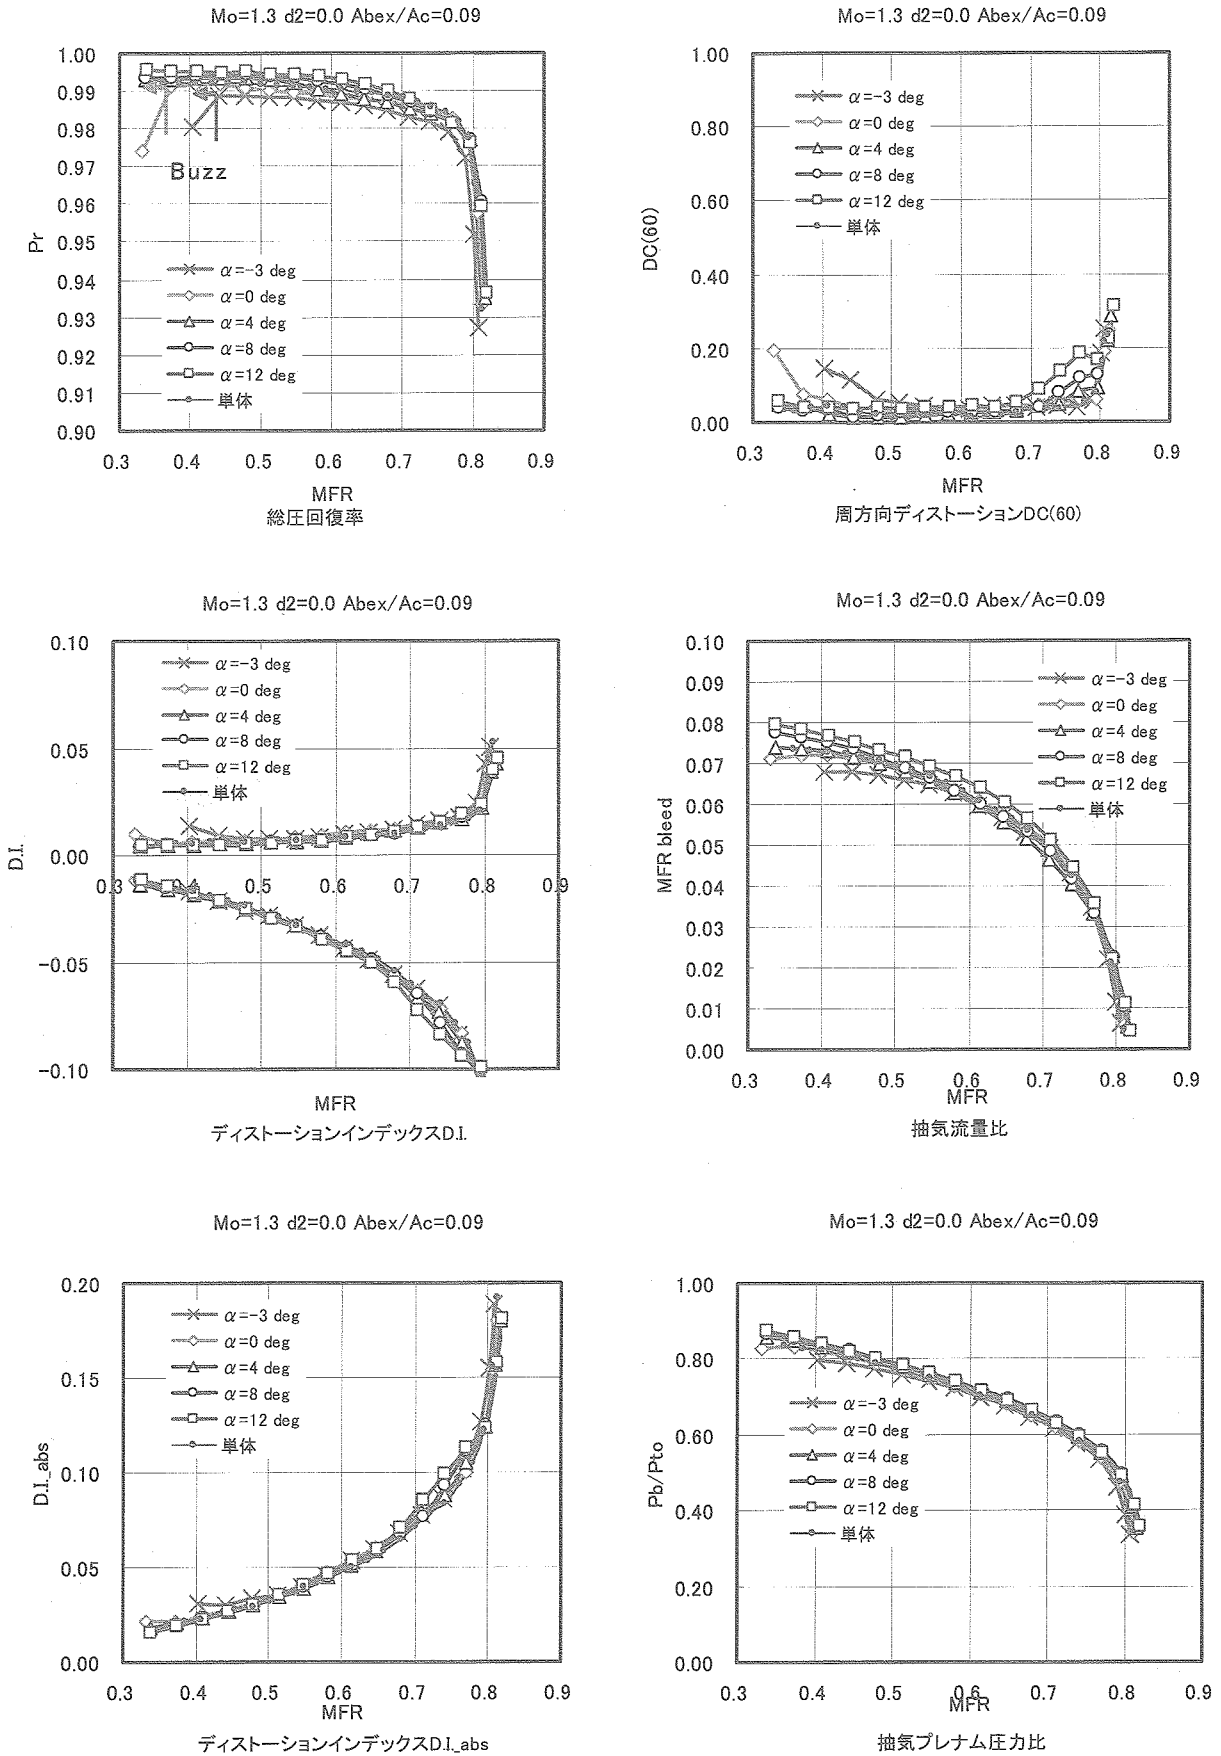 Mo=1.3 d2=0.0 Abex/Ac=0.09
1.00
0.99
0.98
0.97
0.96
0.95
0.94
0.93
0.92
0.91
0.90
Pr
Buzz
α=-3 deg
α=0 deg
α=4 deg
α=8 deg
α=12 deg
単体
0.3 0.4 0.5 0.6 0.7 0.8 0.9
MFR
総圧回復率
Mo=1.3 d2=0.0 Abex/Ac=0.09
1.00
0.80
0.60
0.40
0.20
0.00
DC(60)
α=-3 deg
α=0 deg
α=4 deg
α=8 deg
α=12 deg
単体
0.3 0.4 0.5 0.6 0.7 0.8 0.9
MFR
周方向ディストーションDC(60)
Mo=1.3 d2=0.0 Abex/Ac=0.09
0.10
0.05
0.00
-0.05
-0.10
D.I.
α=-3 deg
α=0 deg
α=4 deg
α=8 deg
α=12 deg
単体
0.3 0.4 0.5 0.6 0.7 0.8 0.9
MFR
ディストーションインデックスD.I.
Mo=1.3 d2=0.0 Abex/Ac=0.09
0.10
0.09
0.08
0.07
0.06
0.05
0.04
0.03
0.02
0.01
0.00
MFR bleed
α=-3 deg
α=0 deg
α=4 deg
α=8 deg
α=12 deg
単体
0.3 0.4 0.5 0.6 0.7 0.8 0.9
MFR
抽気流量比
Mo=1.3 d2=0.0 Abex/Ac=0.09
0.20
0.15
0.10
0.05
0.00
D.I._abs
α=-3 deg
α=0 deg
α=4 deg
α=8 deg
α=12 deg
単体
0.3 0.4 0.5 0.6 0.7 0.8 0.9
MFR
ディストーションインデックスD.I._abs
Mo=1.3 d2=0.0 Abex/Ac=0.09
1.00
0.80
0.60
0.40
0.20
0.00
Pb/Pto
α=-3 deg
α=0 deg
α=4 deg
α=8 deg
α=12 deg
単体
0.3 0.4 0.5 0.6 0.7 0.8 0.9
MFR
抽気プレナム圧力比